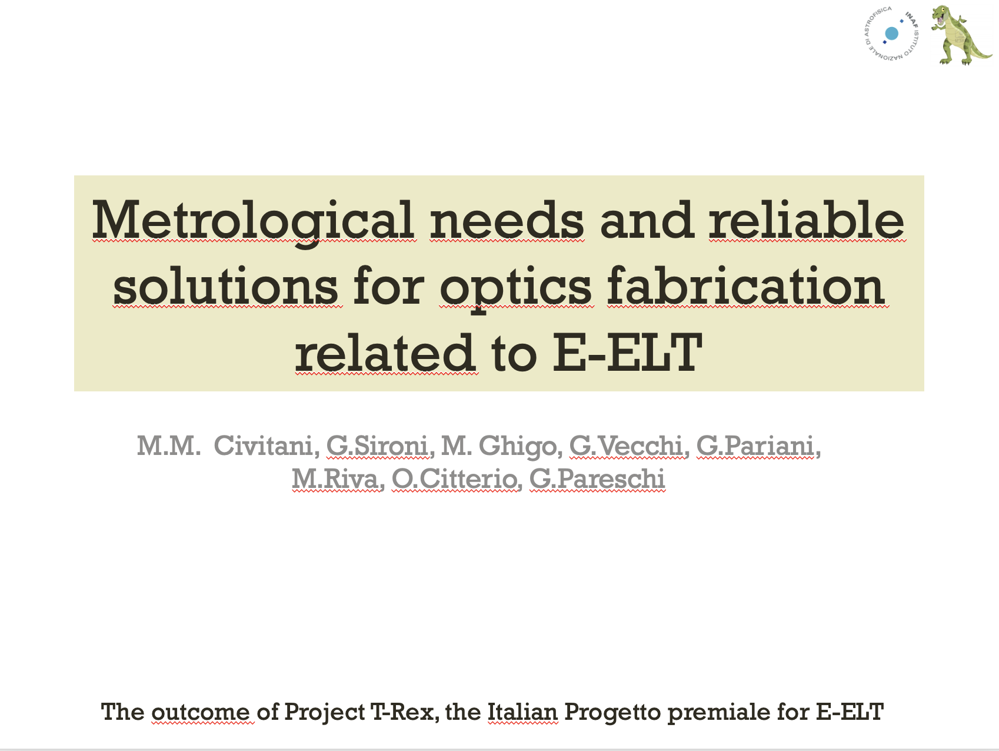 INAF ISTITUTO NAZIONALE DI ASTROFISICA
Metrological needs and reliable
solutions for optics fabrication
related to E-ELT
M.M.  Civitani, G.Sironi, M. Ghigo, G.Vecchi, G.Pariani,
M.Riva, O.Citterio, G.Pareschi
The outcome of Project T-Rex, the Italian Progetto premiale for E-ELT